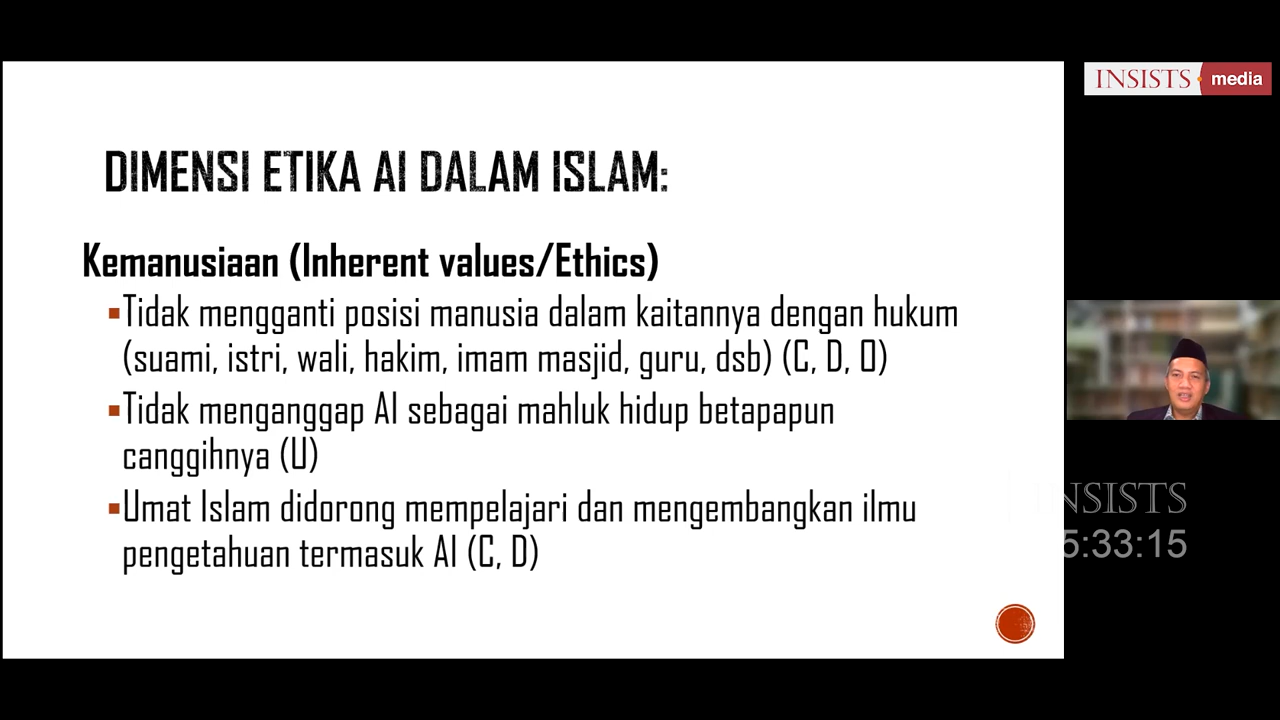 DIMENSI ETIKA AI DALAM ISLAM:
Kemanusiaan (Inherent values/Ethics)
Tidak mengganti posisi manusia dalam kaitannya dengan hukum
(suami, istri, wali, hakim, imam masjid, guru, dsb) (C, D, O)
Tidak menganggap AI sebagai mahluk hidup betapapun
canggihnya (U)
Umat Islam didorong mempelajari dan mengembangkan ilmu
pengetahuan termasuk AI (C, D)
INSISTS media
INSISTS
5:33:15